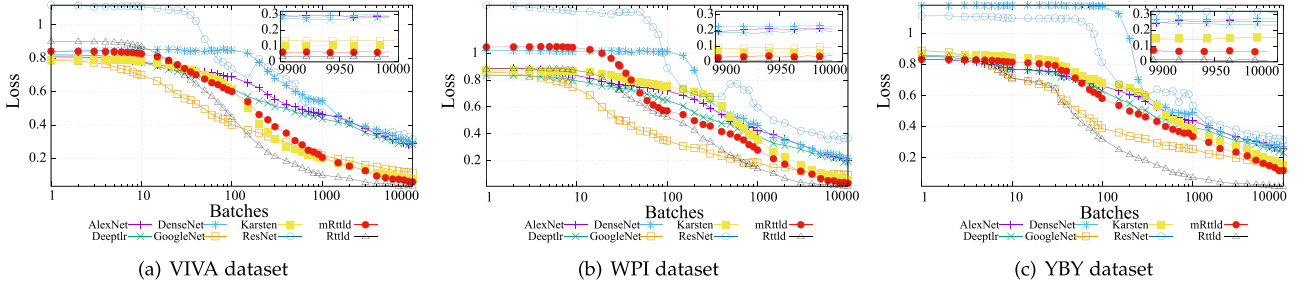 1
0.8
0.6
0.4
0.2
Loss
0.3
0.2
0.1
0
9900 9950 10000
1 10 100 1000 10000
Batches
AlexNet DenseNet Karsten mRttld
Deeptlr GoogleNet ResNet Rttld
(a) VIVA dataset
1.2
1
0.8
0.6
0.4
0.2
Loss
0.3
0.2
0.1
0
9900 9950 10000
1 10 100 1000 10000
Batches
AlexNet DenseNet Karsten mRttld
Deeptlr GoogleNet ResNet Rttld
(b) WPI dataset
1
0.8
0.6
0.4
0.2
Loss
0.3
0.2
0.1
0
9900 9950 10000
1 10 100 1000 10000
Batches
AlexNet DenseNet Karsten mRttld
Deeptlr GoogleNet ResNet Rttld
(c) YBY dataset